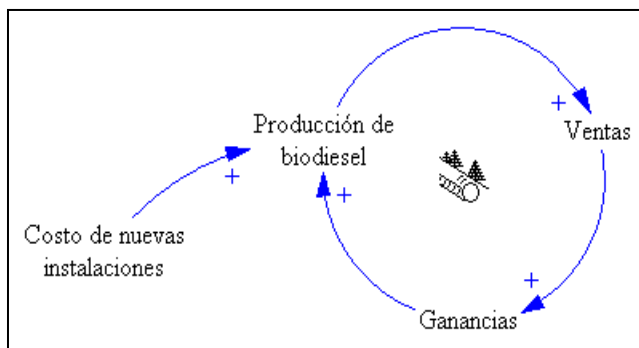 Producción de
biodiesel
Ventas
Costo de nuevas
instalaciones
Ganancias
+
+
+
+